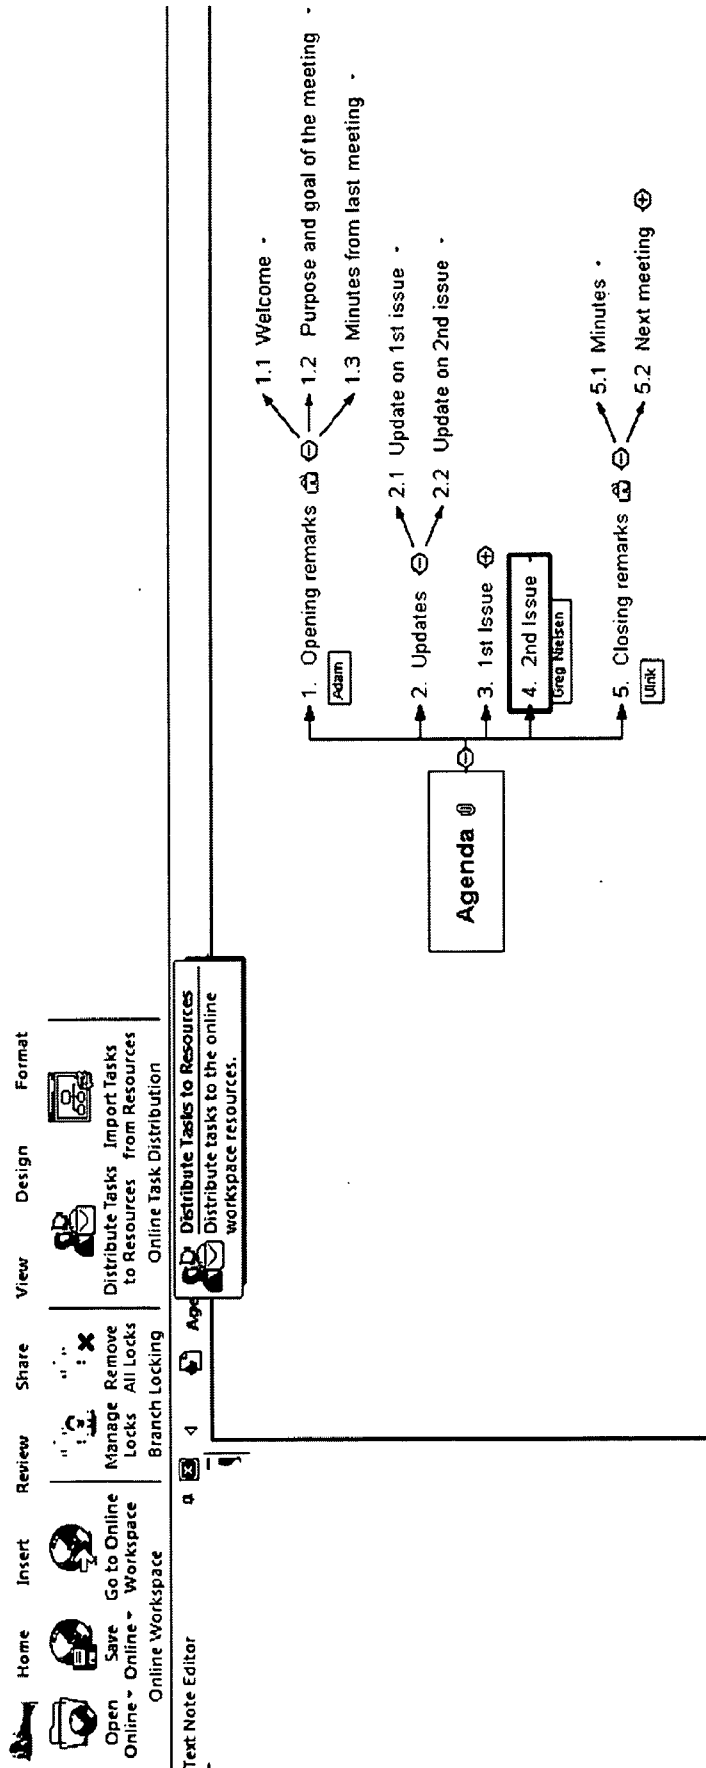 Home Insert Review Share View Design Format
Open Online
Save Online
Go to Online Workspace
Manage Locks
Remove All Locks
Distribute Tasks to Resources
Import Tasks from Resources
Online Workspace
Branch Locking
Online Task Distribution
Text Note Editor
Age
Distribute Tasks to Resources
Distribute tasks to the online
workspace resources.
Agenda
1. Opening remarks
Adam
1.1 Welcome
1.2 Purpose and goal of the meeting
1.3 Minutes from last meeting
2. Updates
2.1 Update on 1st issue
2.2 Update on 2nd issue
3. 1st Issue
4. 2nd Issue
Greg Nielsen
5. Closing remarks
Ulrik
5.1 Minutes
5.2 Next meeting